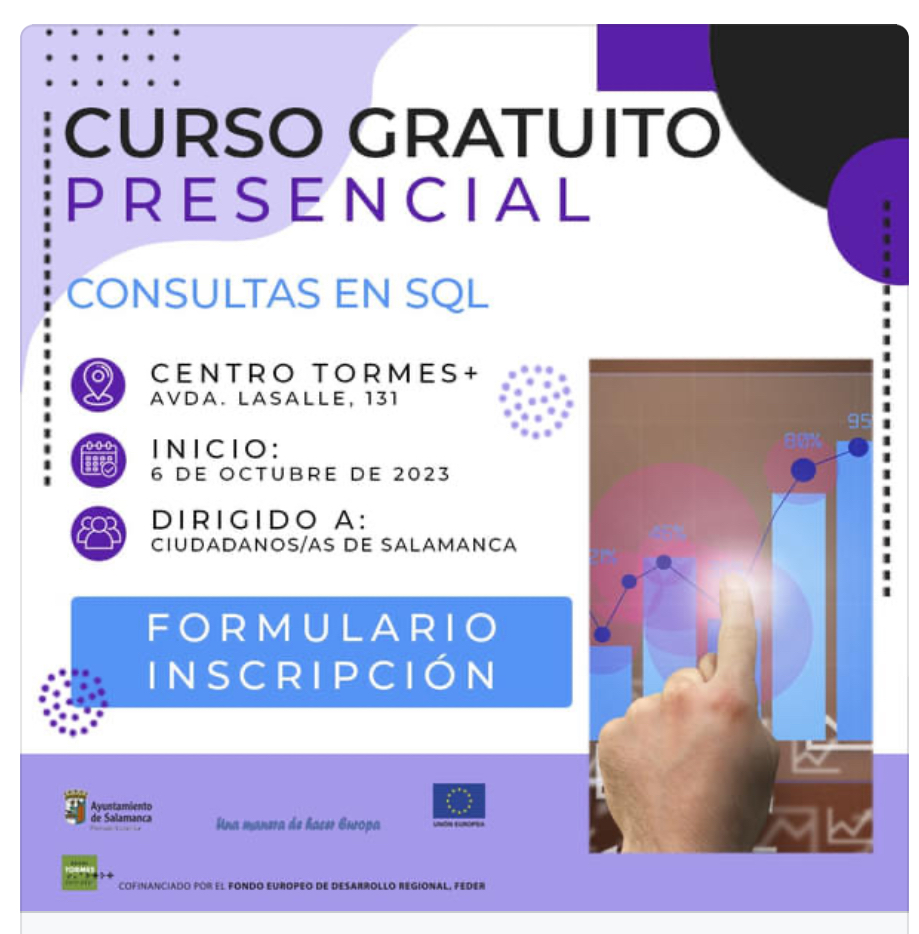 CURSO GRATUITO
PRESENCIAL
CONSULTAS EN SQL
CENTRO TORMES+
AVDA. LASALLE, 131
INICIO:
6 DE OCTUBRE DE 2023
DIRIGIDO A:
CIUDADANOS/AS DE SALAMANCA
80%
95
FORMULARIO
INSCRIPCIÓN
Ayuntamiento
de Salamanca
Una manera de hacer Europa
UNIÓN EUROPEA
TORMES
COFINANCIADO POR EL FONDO EUROPEO DE DESARROLLO REGIONAL, FEDER